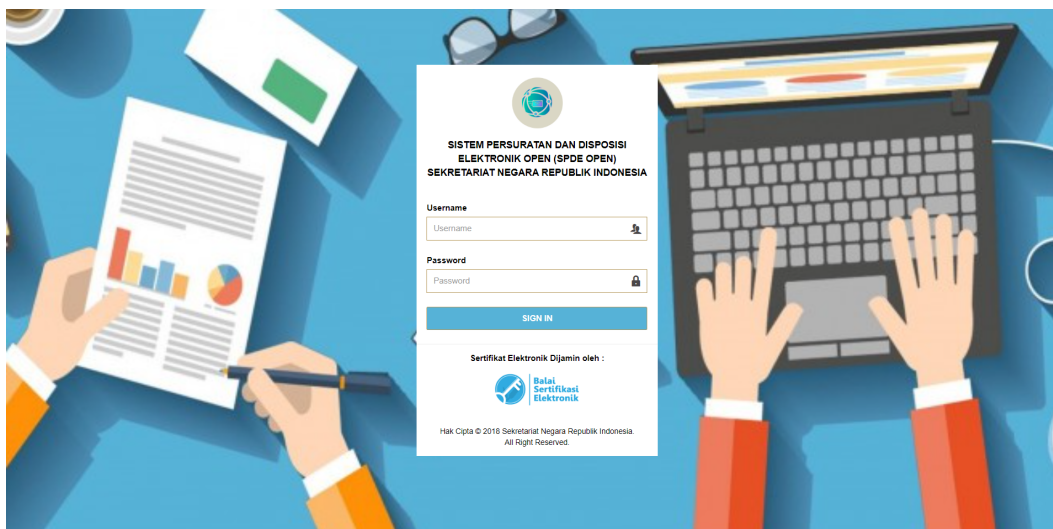 SISTEM PERSURATAN DAN DISPOSISI
ELEKTRONIK OPEN (SPDE OPEN)
SEKRETARIAT NEGARA REPUBLIK INDONESIA
Username
Username
Password
Password
SIGN IN
Sertifikat Elektronik Dijamin oleh :
Balai
Sertifikasi
Elektronik
Hak Cipta © 2018 Sekretariat Negara Republik Indonesia.
All Right Reserved.